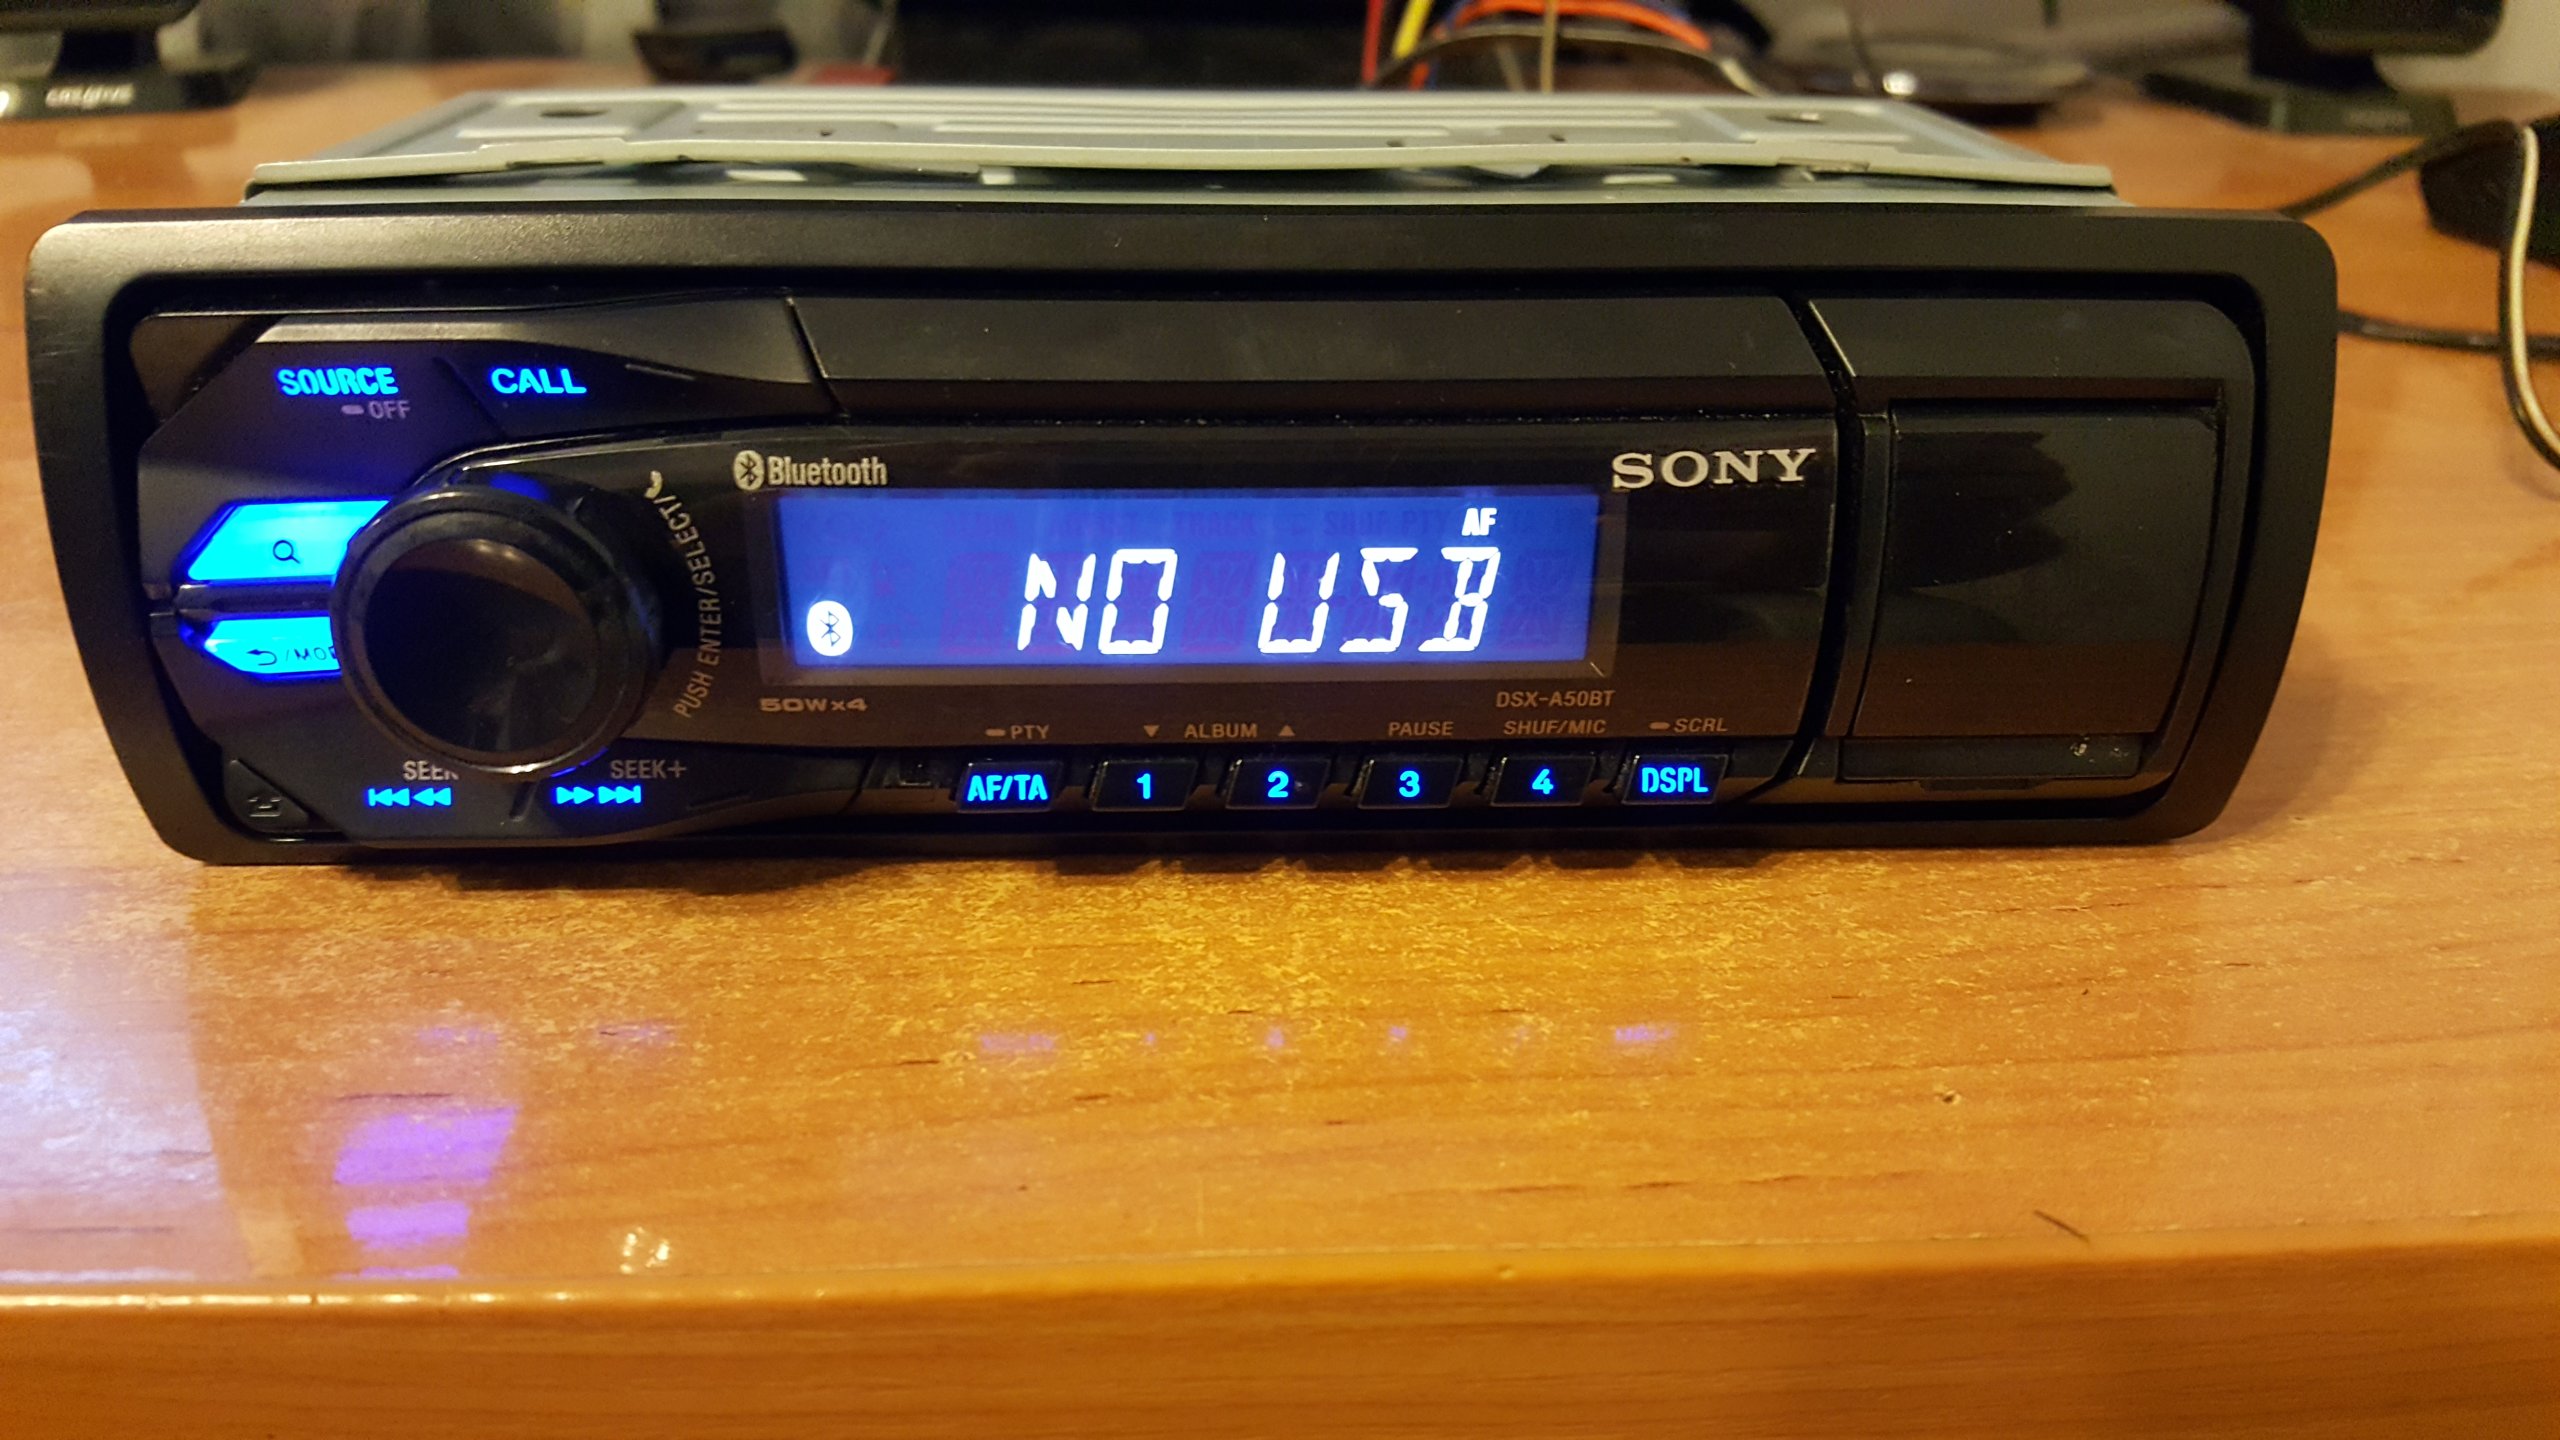 SOURCE
OFF
CALL
Bluetooth
SONY
PUSH ENTER/SELECT/
AF
NO USB
50W x 4
DSX-A50BT
PTY
ALBUM
PAUSE
SHUF/MIC
SCRL
SEEK+
AF/TA
1
2
3
4
DSPL